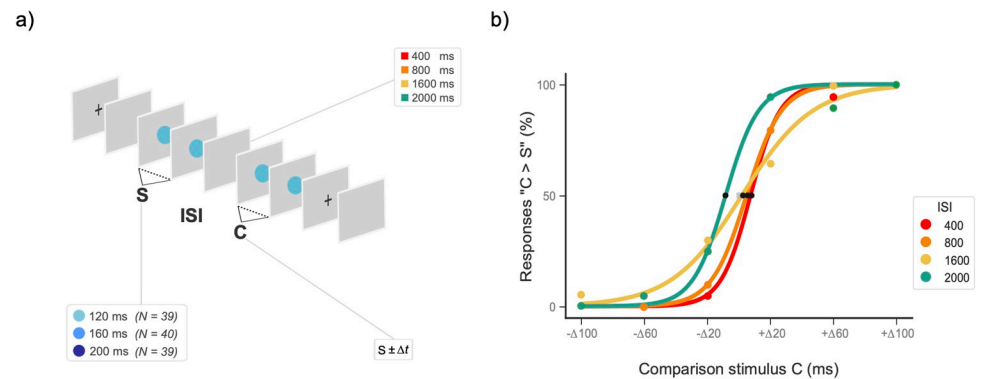 a)
400 ms
800 ms
1600 ms
2000 ms
S
ISI
C
120 ms (N = 39)
160 ms (N = 40)
200 ms (N = 39)
S ± Δt
b)
Responses "C > S" (%)
100
50
0
-Δ100
-Δ60
-Δ20
+Δ20
+Δ60
+Δ100
Comparison stimulus C (ms)
ISI
400
800
1600
2000